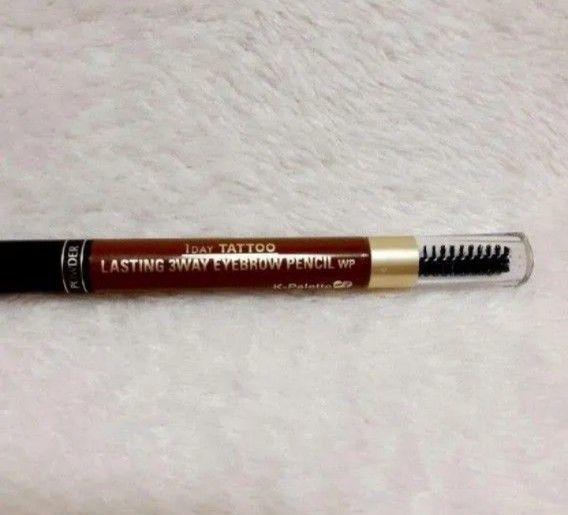 POWDER
1DAY TATTOO
LASTING 3WAY EYEBROW PENCIL WP
K-Palette